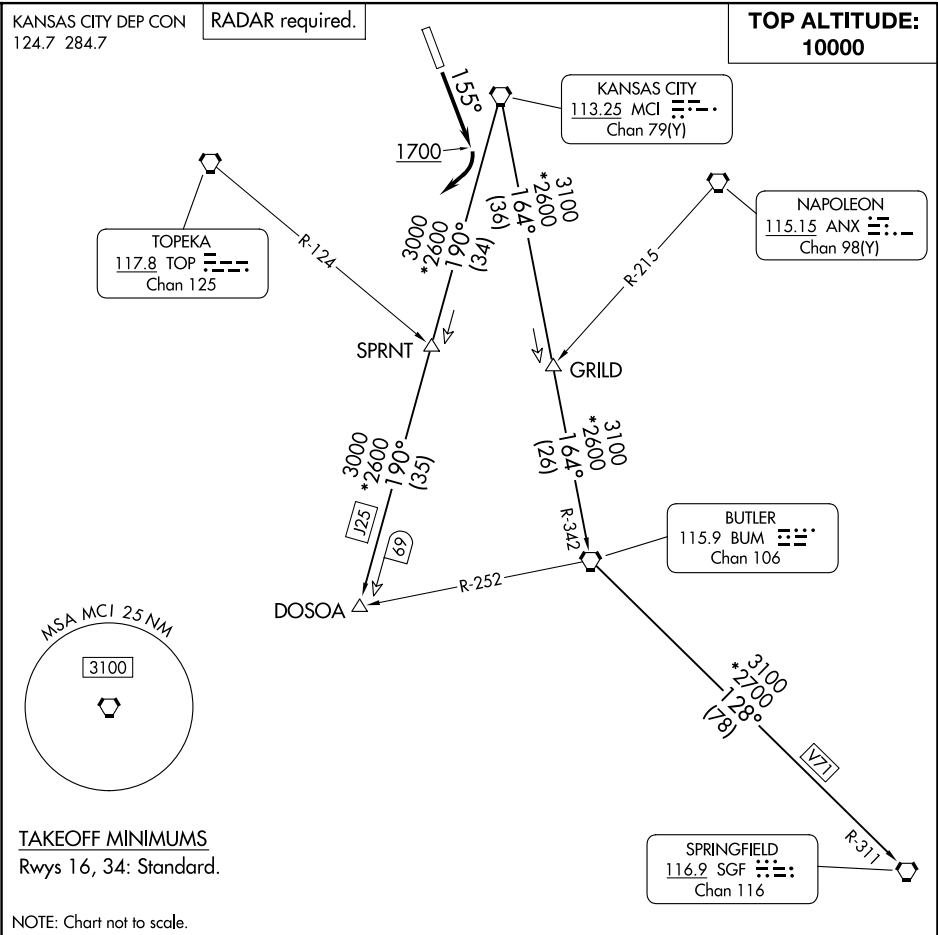 KANSAS CITY DEP CON
124.7 284.7
RADAR required.
TOP ALTITUDE:
10000
155°
1700
KANSAS CITY
113.25 MCI
Chan 79(Y)
TOPEKA
117.8 TOP
Chan 125
NAPOLEON
115.15 ANX
Chan 98(Y)
R-124
3000
*2600
190°
(34)
3100
*2600
164°
(36)
R-215
SPRNT
GRILD
3000
*2600
190°
(35)
3100
*2600
164°
(26)
J25
69
R-342
BUTLER
115.9 BUM
Chan 106
R-252
DOSOA
MSA MCI 25 NM
3100
3100
*2700
128°
(78)
V71
R-311
TAKEOFF MINIMUMS
Rwys 16, 34: Standard.
SPRINGFIELD
116.9 SGF
Chan 116
NOTE: Chart not to scale.